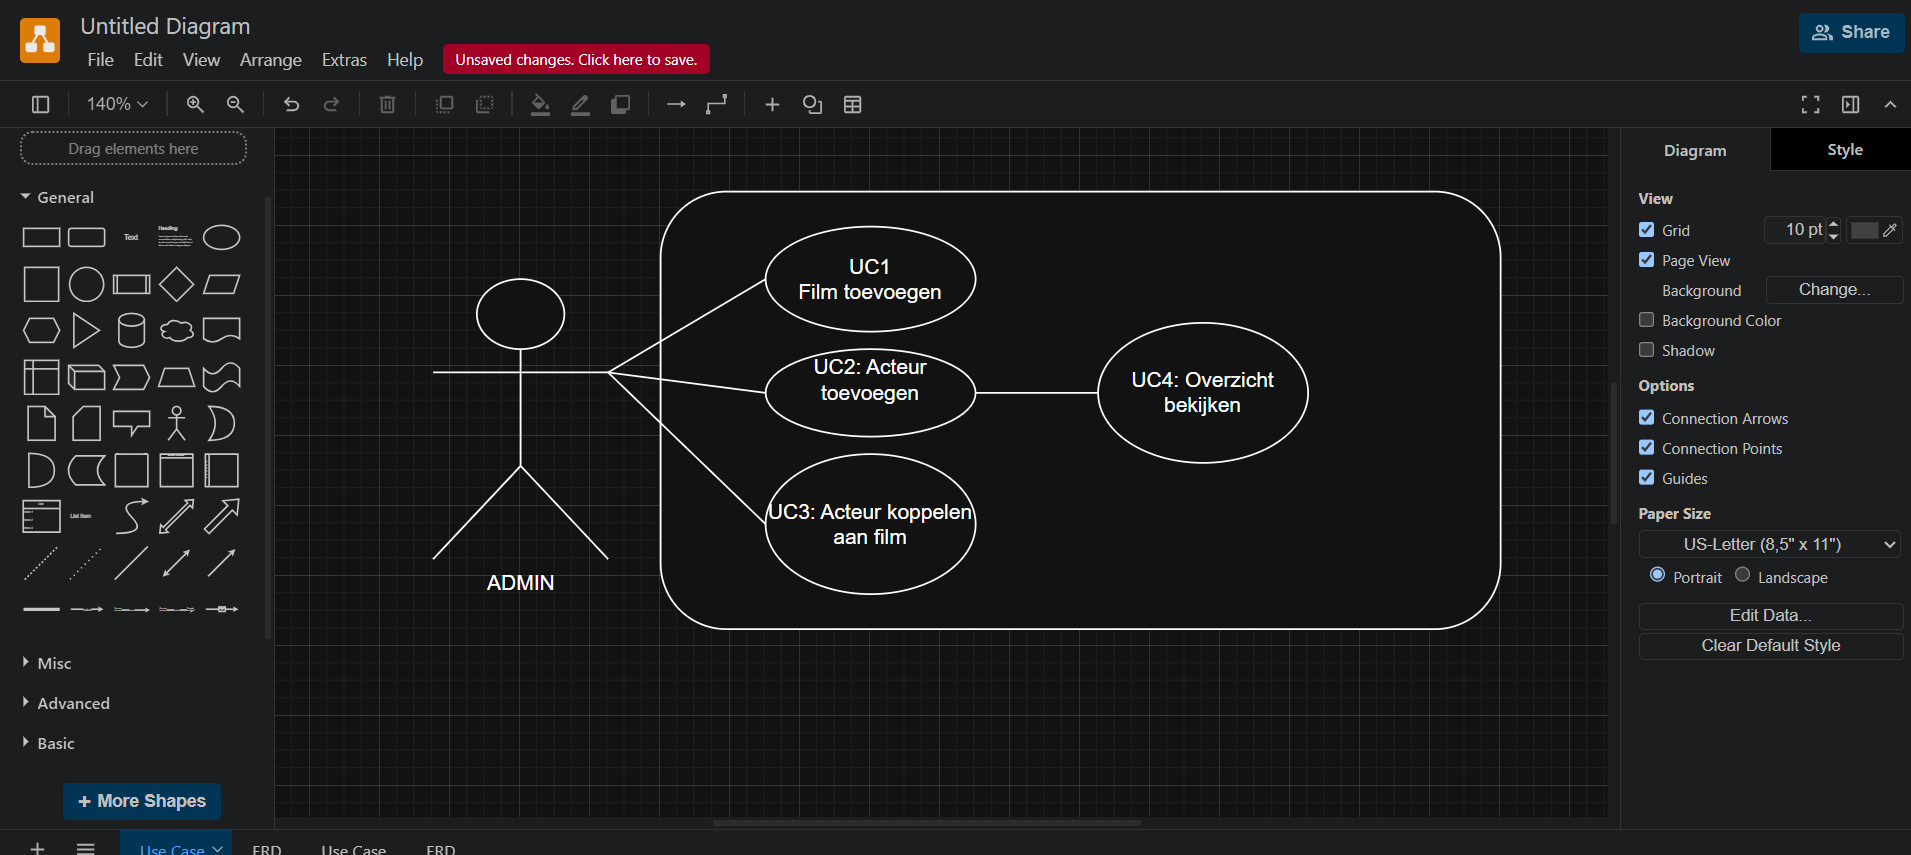 Untitled Diagram
File Edit View Arrange Extras Help Unsaved changes. Click here to save.
Share
140%
Drag elements here
General
Text
Heading
List Item
Misc
Advanced
Basic
+ More Shapes
UC1
Film toevoegen
UC2: Acteur
toevoegen
UC3: Acteur koppelen
aan film
UC4: Overzicht
bekijken
ADMIN
Diagram Style
View
Grid 10 pt
Page View
Background Change...
Background Color
Shadow
Options
Connection Arrows
Connection Points
Guides
Paper Size
US-Letter (8,5" x 11")
Portrait Landscape
Edit Data...
Clear Default Style
Use Case ERD Use Case ERD